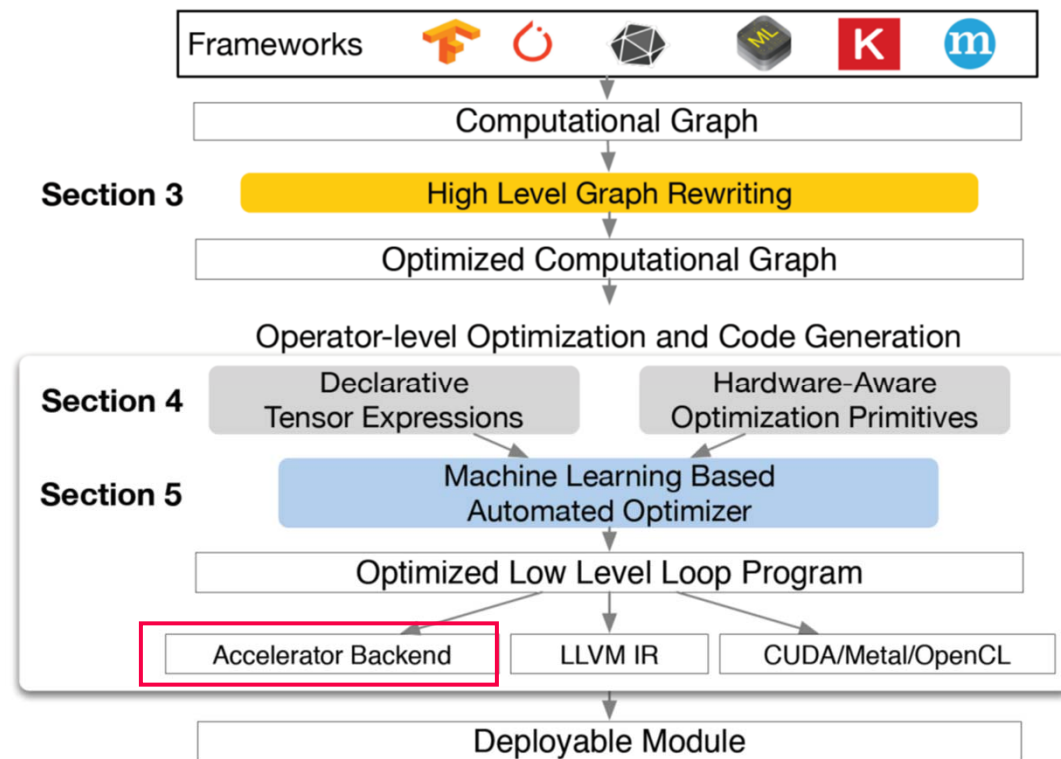 Frameworks
ML
K
m
Computational Graph
Section 3
High Level Graph Rewriting
Optimized Computational Graph
Operator-level Optimization and Code Generation
Section 4
Declarative
Tensor Expressions
Hardware-Aware
Optimization Primitives
Section 5
Machine Learning Based
Automated Optimizer
Optimized Low Level Loop Program
Accelerator Backend
LLVM IR
CUDA/Metal/OpenCL
Deployable Module